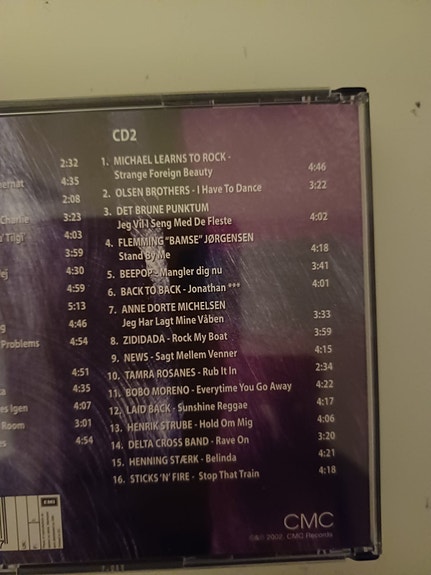 CD2
2:32
1. MICHAEL LEARNS TO ROCK -
Strange Foreign Beauty 4:46
ernat 4:35
2. OLSEN BROTHERS - I Have To Dance 3:22
2:08
3. DET BRUNE PUNKTUM
Charlie 3:23
Jeg Vil I Seng Med De Fleste 4:02
Tilgi' - 4:03
4. FLEMMING "BAMSE" JØRGENSEN
Stand By Me 4:18
3:59
5. BEEPOP - Mangler dig nu 3:41
ej 4:30
6. BACK TO BACK - Jonathan *** 4:01
4:59
7. ANNE DORTE MICHELSEN
5:13
Jeg Har Lagt Mine Våben 3:33
g 4:46
8. ZIDIDADA - Rock My Boat 3:59
Problems 4:54
9. NEWS - Sagt Mellem Venner 4:15
10. TAMRA ROSANES - Rub It In 2:34
4:51
11. BOBO MORENO - Everytime You Go Away 4:22
a 4:35
12. LAID BACK - Sunshine Reggae 4:17
es Igen 4:07
13. HENRIK STRUBE - Hold Om Mig 4:06
Room 3:01
14. DELTA CROSS BAND - Rave On 3:20
es 4:54
15. HENNING STÆRK - Belinda 4:21
16. STICKS 'N' FIRE - Stop That Train 4:18
EMI
CMC
℗&© 2002, CMC Records